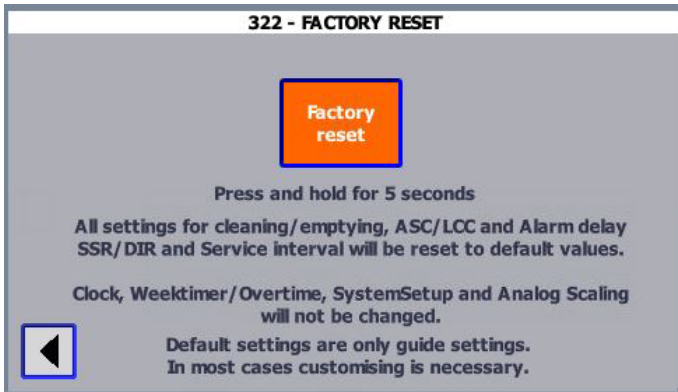 322 - FACTORY RESET
Factory
reset
Press and hold for 5 seconds
All settings for cleaning/emptying, ASC/LCC and Alarm delay
SSR/DIR and Service interval will be reset to default values.
Clock, Weektimer/Overtime, SystemSetup and Analog Scaling
will not be changed.
Default settings are only guide settings.
In most cases customising is necessary.